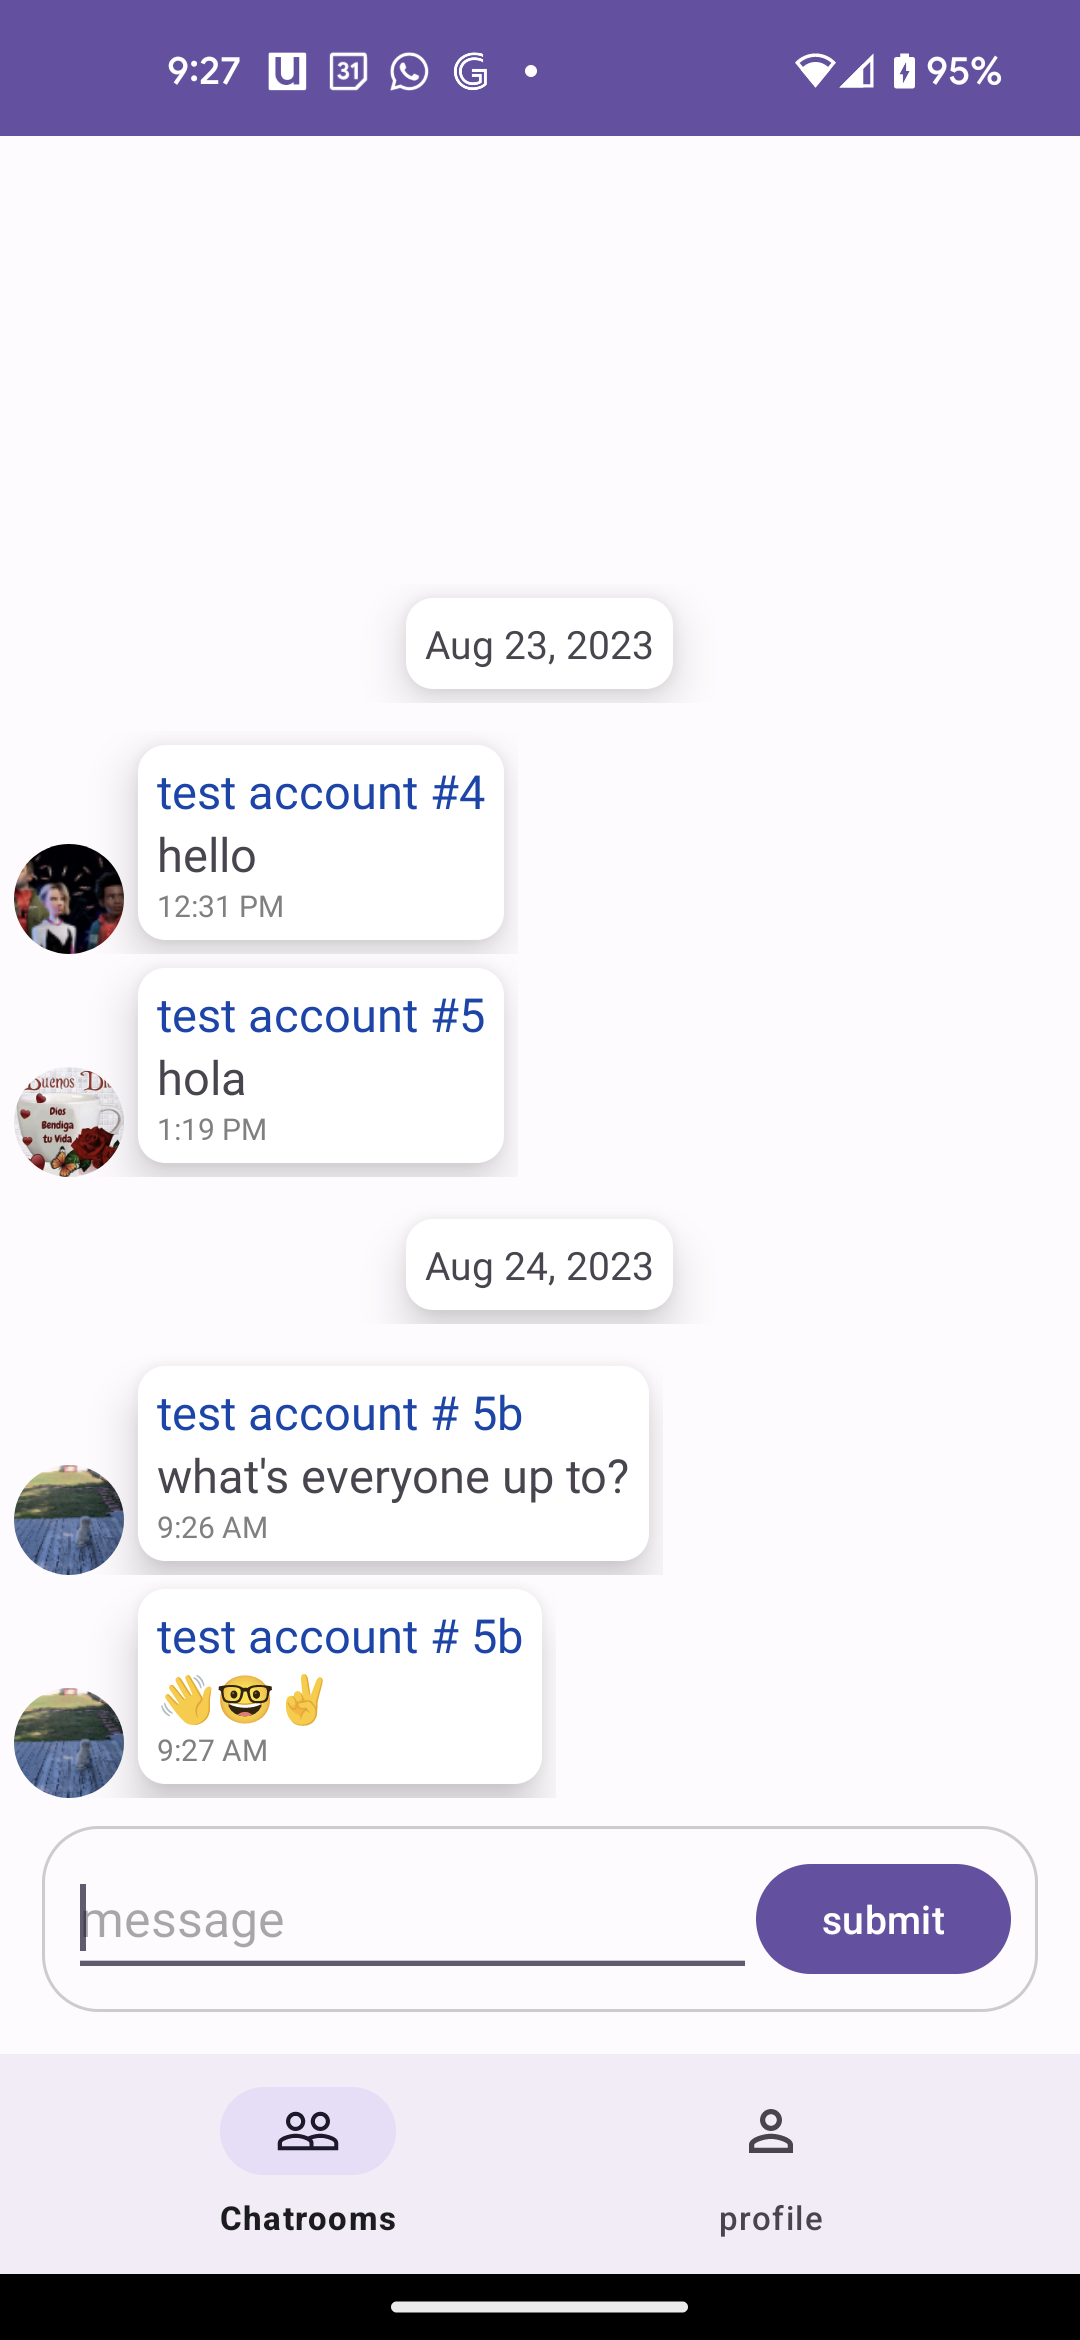 9:27 31 95%
Aug 23, 2023
test account #4
hello
12:31 PM
test account #5
hola
1:19 PM
Buenos
Dios
Bendiga
tu Vida
Aug 24, 2023
test account # 5b
what's everyone up to?
9:26 AM
test account # 5b
👋🤓✌️
9:27 AM
message
submit
Chatrooms
profile